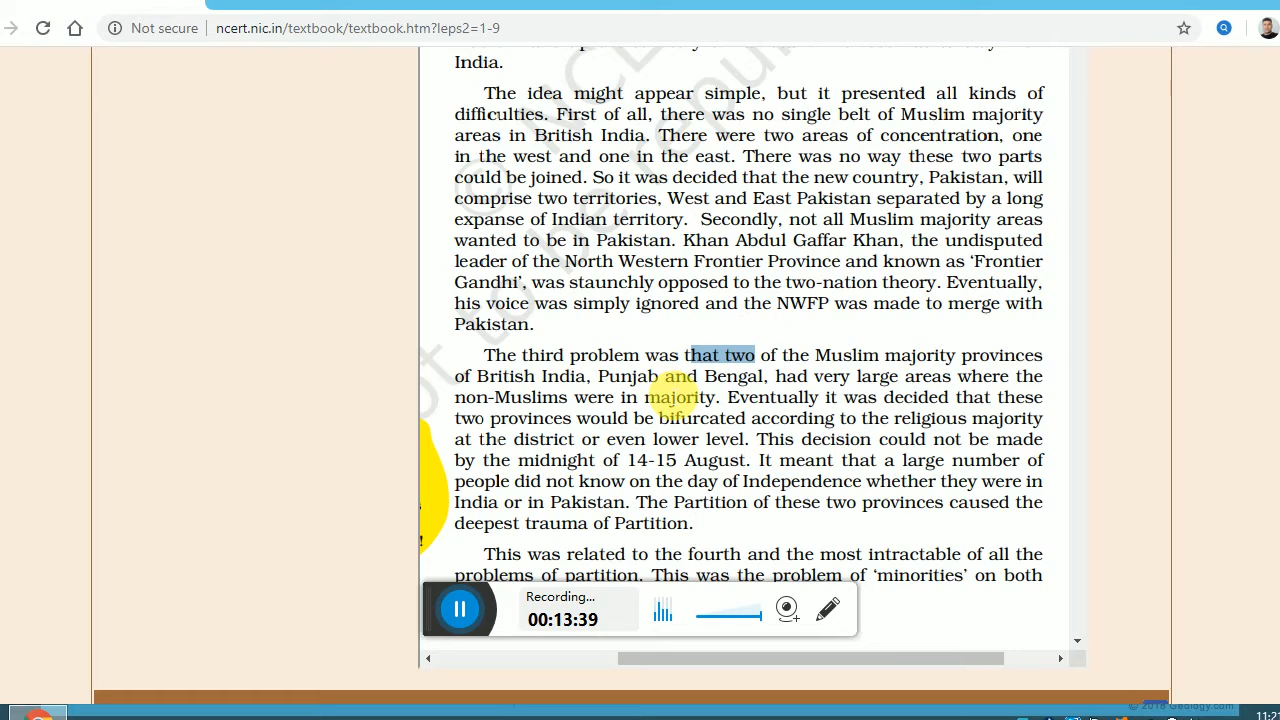 Not secure
ncert.nic.in/textbook/textbook.htm?leps2=1-9
India.
The idea might appear simple, but it presented all kinds of
difficulties. First of all, there was no single belt of Muslim majority
areas in British India. There were two areas of concentration, one
in the west and one in the east. There was no way these two parts
could be joined. So it was decided that the new country, Pakistan, will
comprise two territories, West and East Pakistan separated by a long
expanse of Indian territory. Secondly, not all Muslim majority areas
wanted to be in Pakistan. Khan Abdul Gaffar Khan, the undisputed
leader of the North Western Frontier Province and known as ‘Frontier
Gandhi’, was staunchly opposed to the two-nation theory. Eventually,
his voice was simply ignored and the NWFP was made to merge with
Pakistan.
The third problem was that two of the Muslim majority provinces
of British India, Punjab and Bengal, had very large areas where the
non-Muslims were in majority. Eventually it was decided that these
two provinces would be bifurcated according to the religious majority
at the district or even lower level. This decision could not be made
by the midnight of 14-15 August. It meant that a large number of
people did not know on the day of Independence whether they were in
India or in Pakistan. The Partition of these two provinces caused the
deepest trauma of Partition.
This was related to the fourth and the most intractable of all the
problems of partition. This was the problem of ‘minorities’ on both
Recording...
00:13:39
© NCE
not to be republ
© 2018 Geology.com